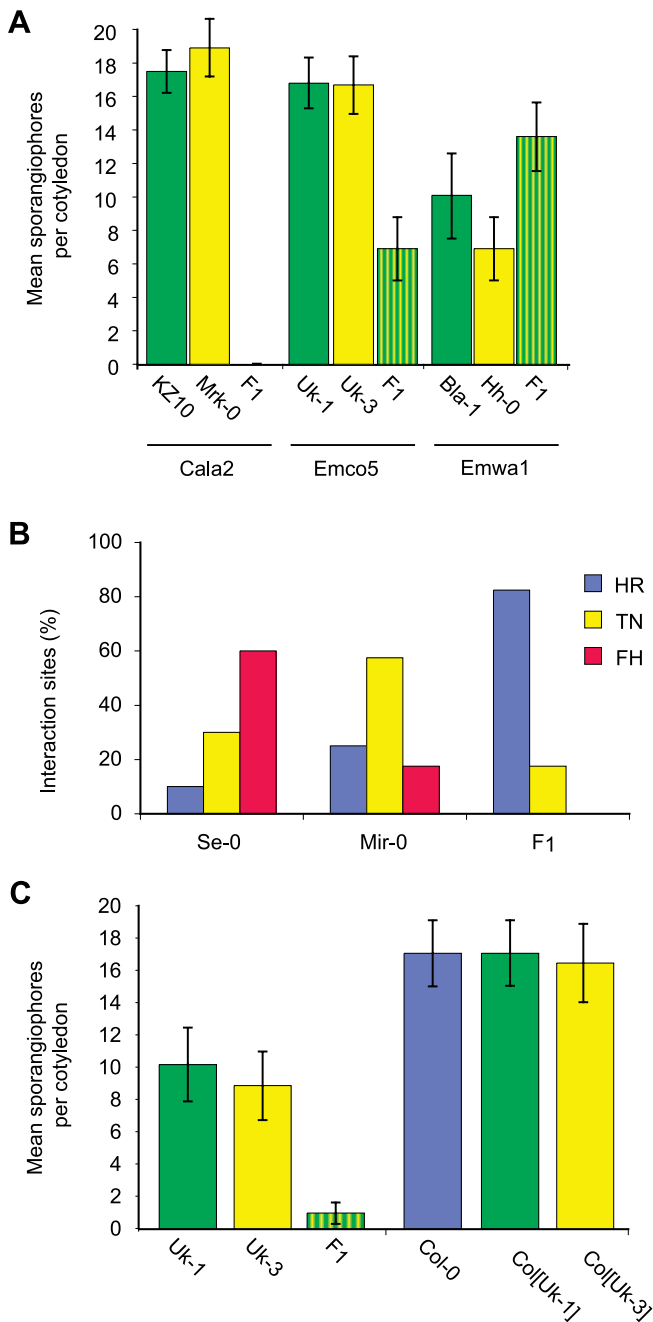 A
Mean sporangiophores
per cotyledon
20
18
16
14
12
10
8
6
4
2
0
KZ10
Mrk-0
F1
Uk-1
Uk-3
F1
Bla-1
Hh-0
F1
Cala2
Emco5
Emwa1
B
Interaction sites (%)
100
80
60
40
20
0
HR
TN
FH
Se-0
Mir-0
F1
C
Mean sporangiophores
per cotyledon
20
18
16
14
12
10
8
6
4
2
0
Uk-1
Uk-3
F1
Col-0
Col[Uk-1]
Col[Uk-3]